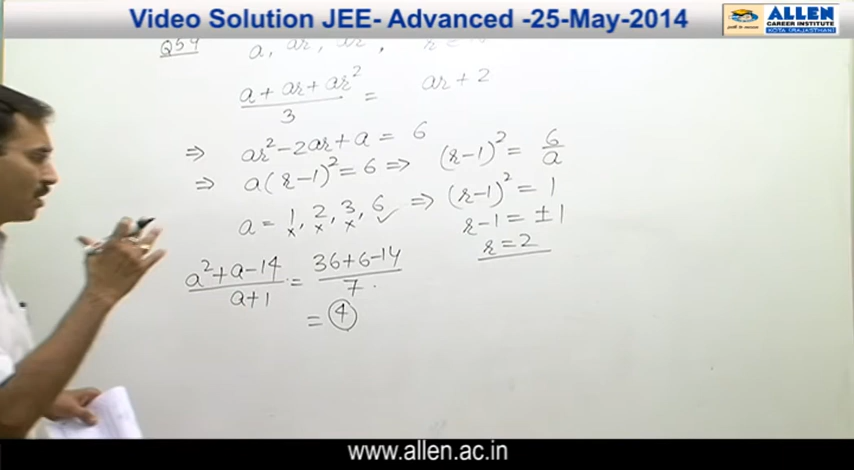 Video Solution JEE- Advanced -25-May-2014
ALLEN
CAREER INSTITUTE
KOTA (RAJASTHAN)
Q54 a, ar, ar²,
(a + ar + ar²)/3 = ar + 2
⇒ ar² - 2ar + a = 6
⇒ a(r-1)² = 6 ⇒ (r-1)² = 6/a
a = 1, 2, 3, 6 ✓ ⇒ (r-1)² = 1
x x x
r-1 = ±1
r = 2
(a²+a-14)/(a+1) = (36+6-14)/7
= 4
www.allen.ac.in